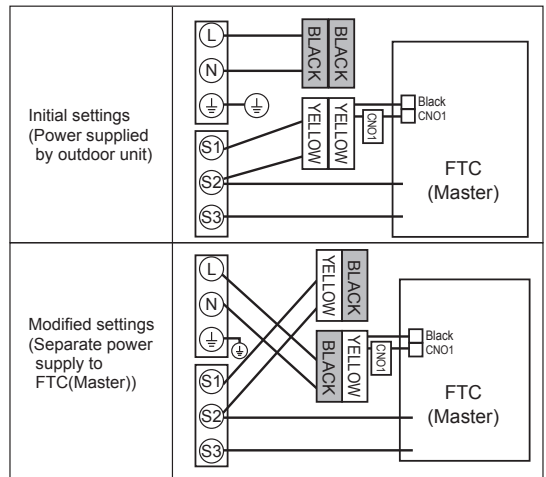 Initial settings
(Power supplied
by outdoor unit)
L
N
S1
S2
S3
BLACK
BLACK
YELLOW
YELLOW
CNO1
Black
CNO1
FTC
(Master)
Modified settings
(Separate power
supply to
FTC(Master))
L
N
S1
S2
S3
YELLOW
BLACK
BLACK
YELLOW
CNO1
Black
CNO1
FTC
(Master)